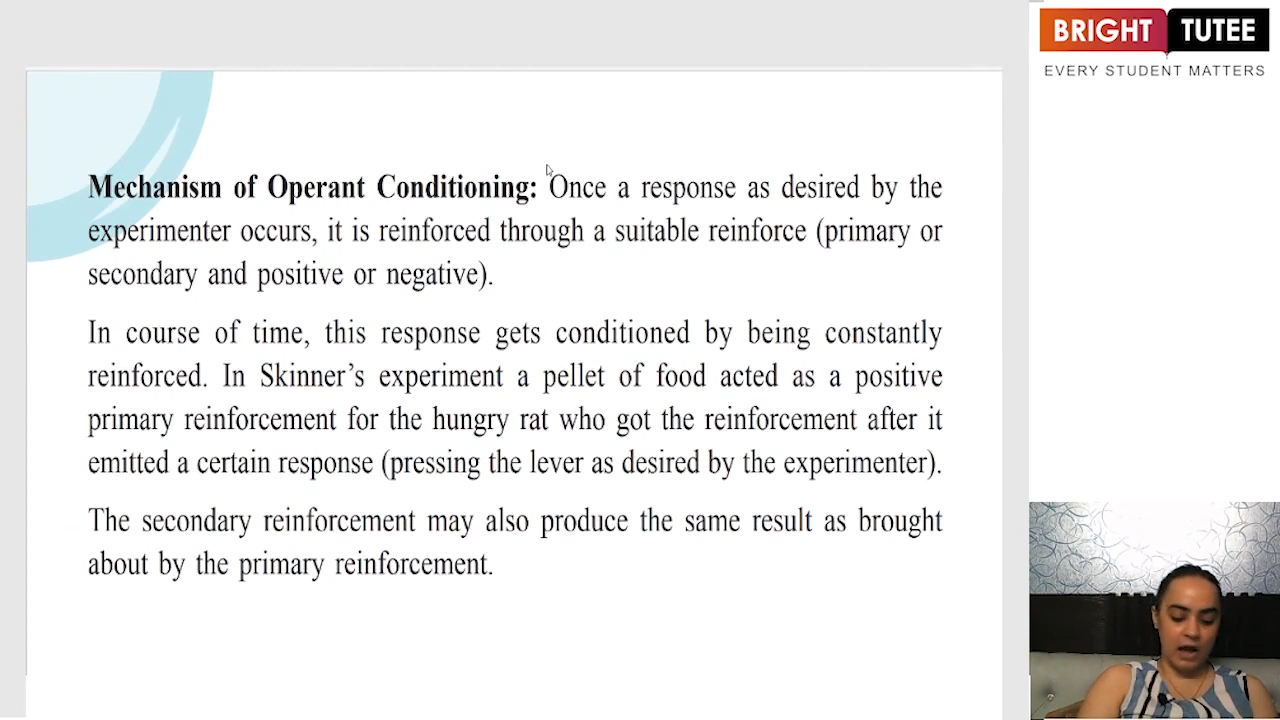 BRIGHT TUTEE
EVERY STUDENT MATTERS
Mechanism of Operant Conditioning: Once a response as desired by the
experimenter occurs, it is reinforced through a suitable reinforce (primary or
secondary and positive or negative).
In course of time, this response gets conditioned by being constantly
reinforced. In Skinner's experiment a pellet of food acted as a positive
primary reinforcement for the hungry rat who got the reinforcement after it
emitted a certain response (pressing the lever as desired by the experimenter).
The secondary reinforcement may also produce the same result as brought
about by the primary reinforcement.